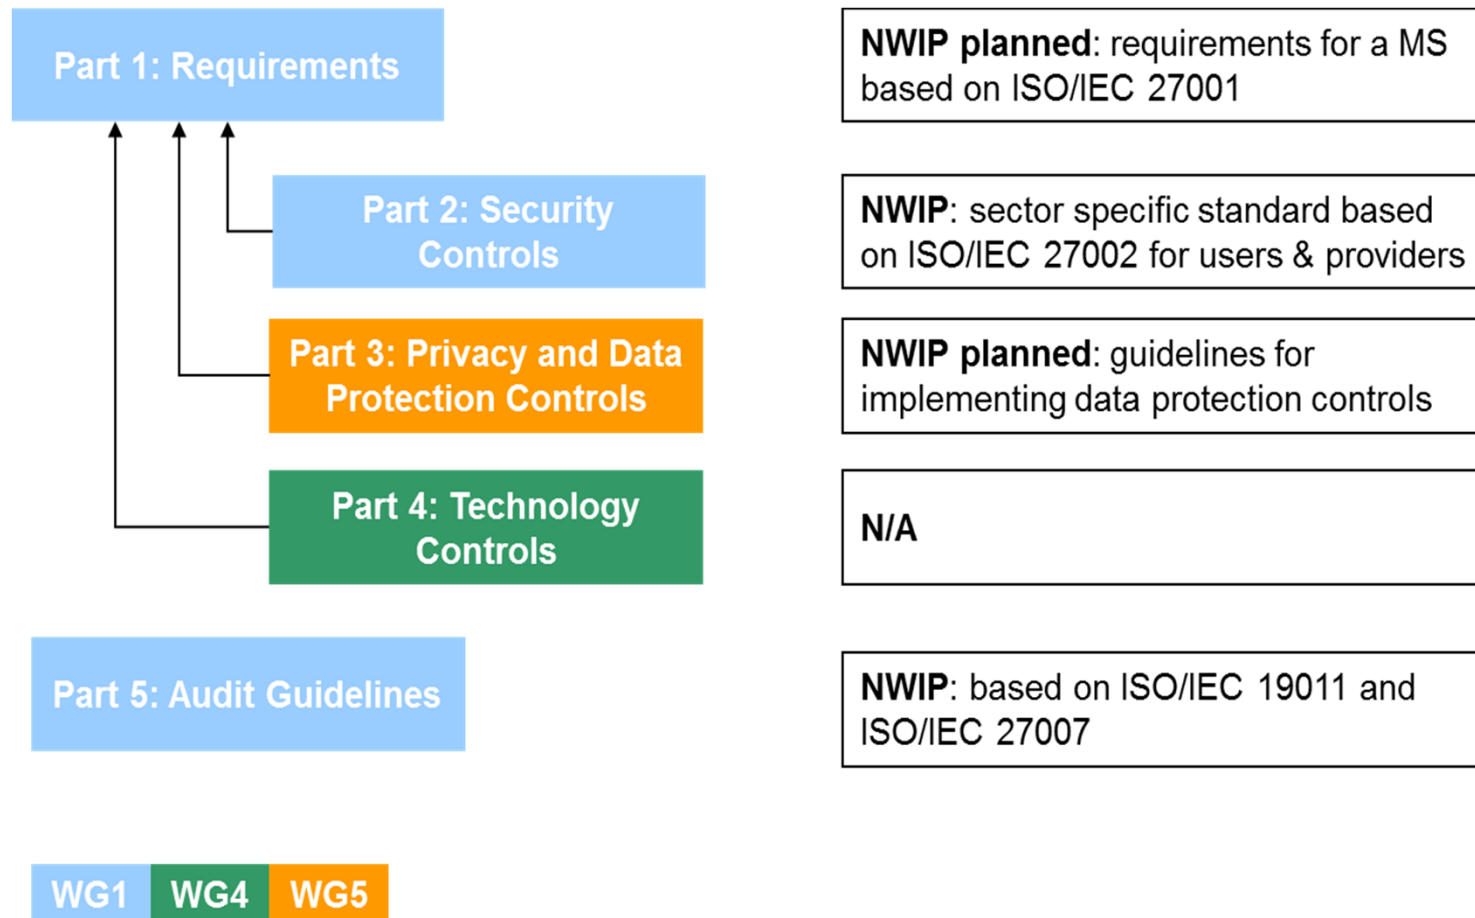 Part 1: Requirements
NWIP planned: requirements for a MS
based on ISO/IEC 27001
Part 2: Security
Controls
NWIP: sector specific standard based
on ISO/IEC 27002 for users & providers
Part 3: Privacy and Data
Protection Controls
NWIP planned: guidelines for
implementing data protection controls
Part 4: Technology
Controls
N/A
Part 5: Audit Guidelines
NWIP: based on ISO/IEC 19011 and
ISO/IEC 27007
WG1 WG4 WG5